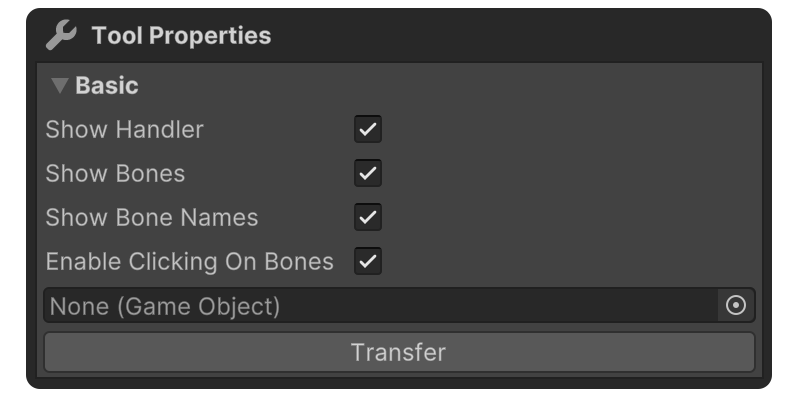 Tool Properties
Basic
Show Handler
Show Bones
Show Bone Names
Enable Clicking On Bones
None (Game Object)
Transfer